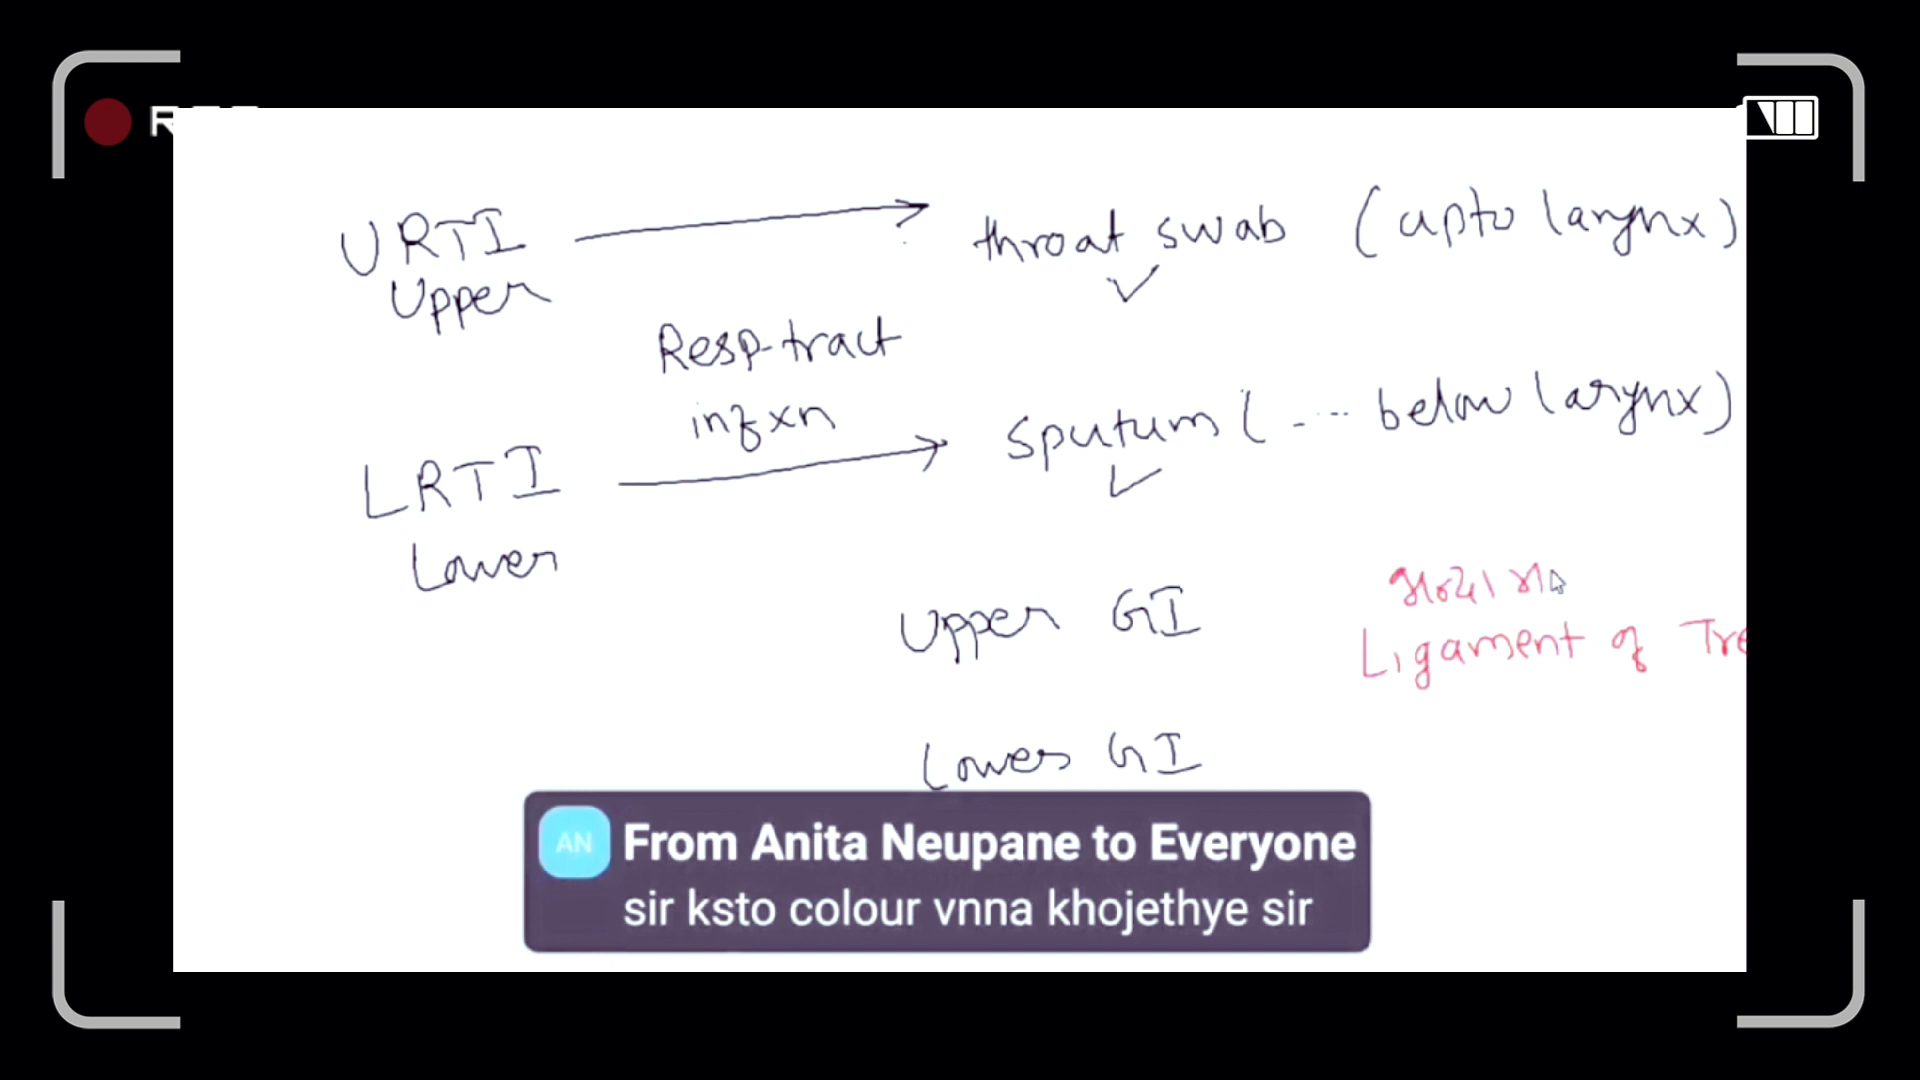 URTI → throat swab (upto larynx)
Upper
Resp. tract
infxn
LRTI → sputum (---- below larynx)
Lower
Upper GI
Ligament of Tre
Lower GI
AN
From Anita Neupane to Everyone
sir ksto colour vnna khojethye sir